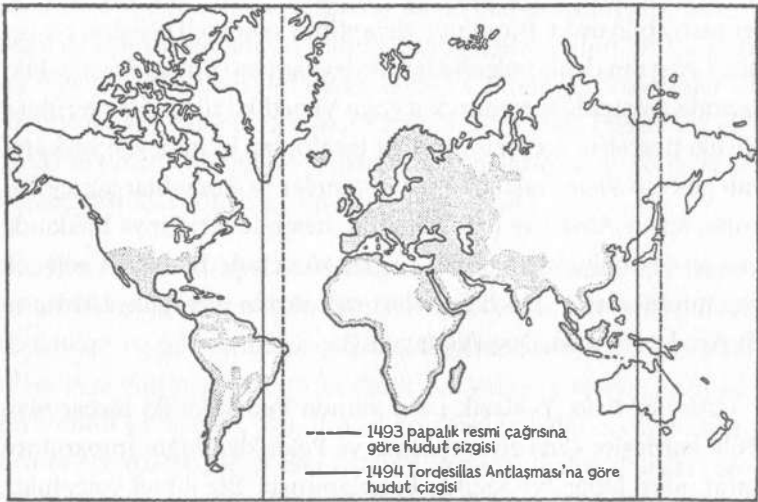 1493 papalık resmi çağrısına
göre hudut çizgisi
1494 Tordesillas Antlaşması'na göre
hudut çizgisi